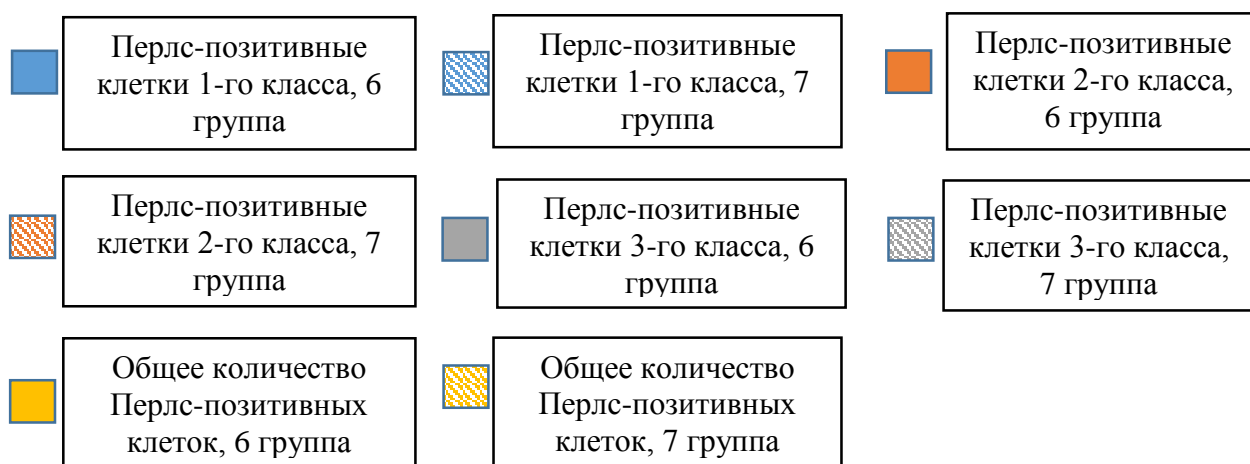 Перлс-позитивные
клетки 1-го класса, 6
группа
Перлс-позитивные
клетки 1-го класса, 7
группа
Перлс-позитивные
клетки 2-го класса,
6 группа
Перлс-позитивные
клетки 2-го класса, 7
группа
Перлс-позитивные
клетки 3-го класса, 6
группа
Перлс-позитивные
клетки 3-го класса,
7 группа
Общее количество
Перлс-позитивных
клеток, 6 группа
Общее количество
Перлс-позитивных
клеток, 7 группа